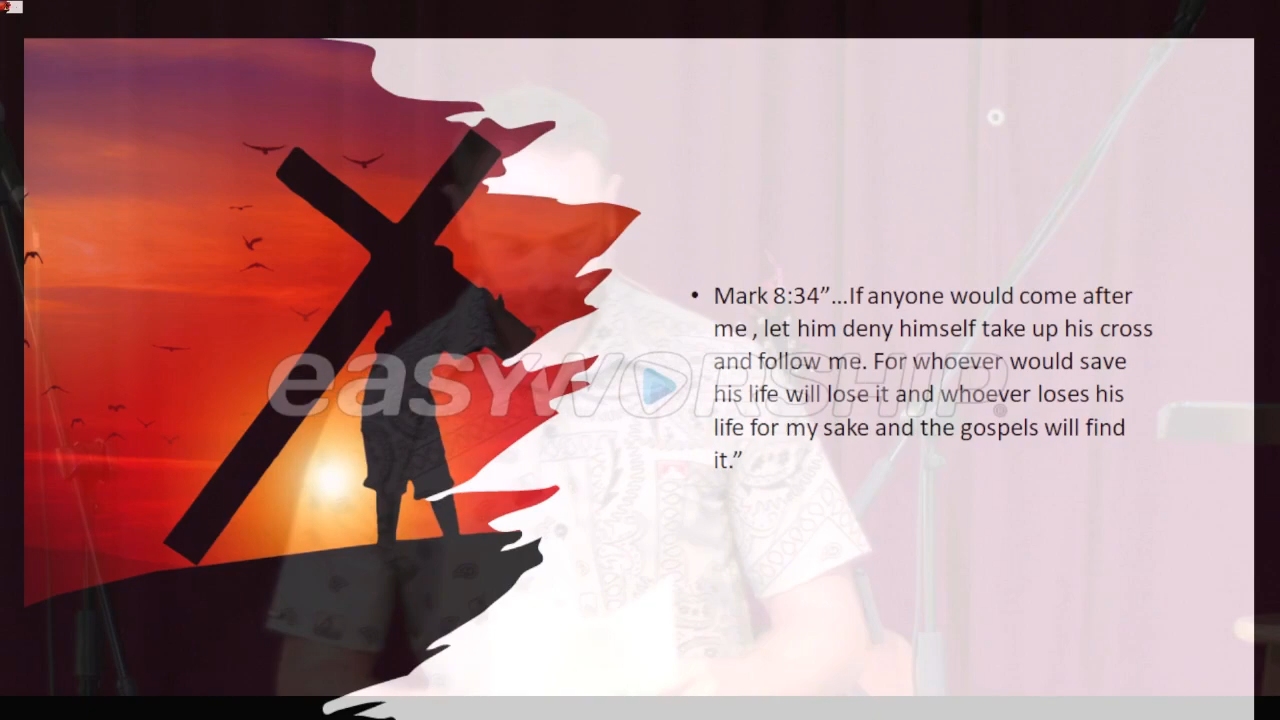 • Mark 8:34”...If anyone would come after
me , let him deny himself take up his cross
and follow me. For whoever would save
his life will lose it and whoever loses his
life for my sake and the gospels will find
it.”
easyWORSHIP®